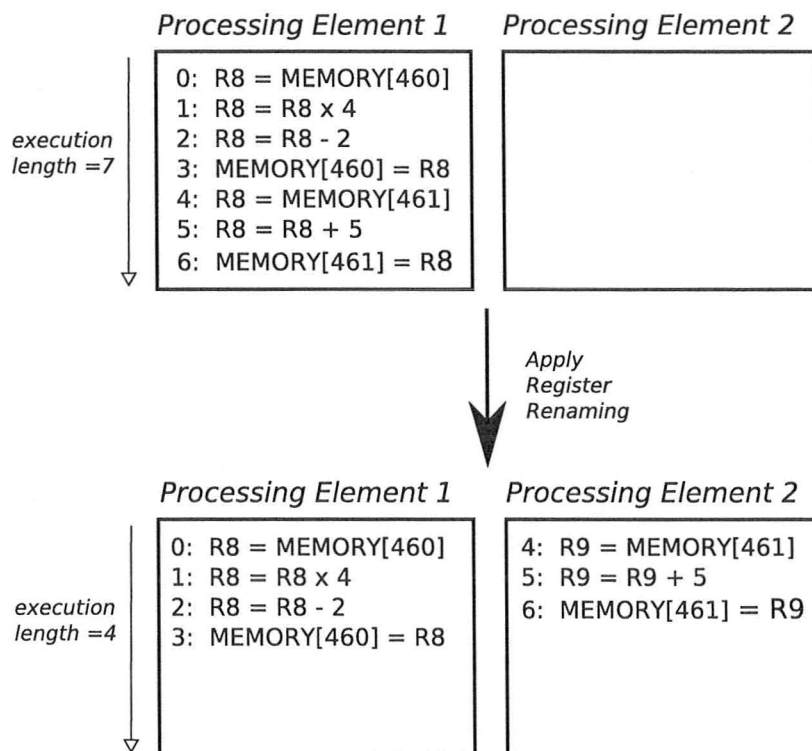 Processing Element 1
Processing Element 2
execution
length =7
0: R8 = MEMORY[460]
1: R8 = R8 x 4
2: R8 = R8 - 2
3: MEMORY[460] = R8
4: R8 = MEMORY[461]
5: R8 = R8 + 5
6: MEMORY[461] = R8
Apply
Register
Renaming
Processing Element 1
Processing Element 2
execution
length =4
0: R8 = MEMORY[460]
1: R8 = R8 x 4
2: R8 = R8 - 2
3: MEMORY[460] = R8
4: R9 = MEMORY[461]
5: R9 = R9 + 5
6: MEMORY[461] = R9